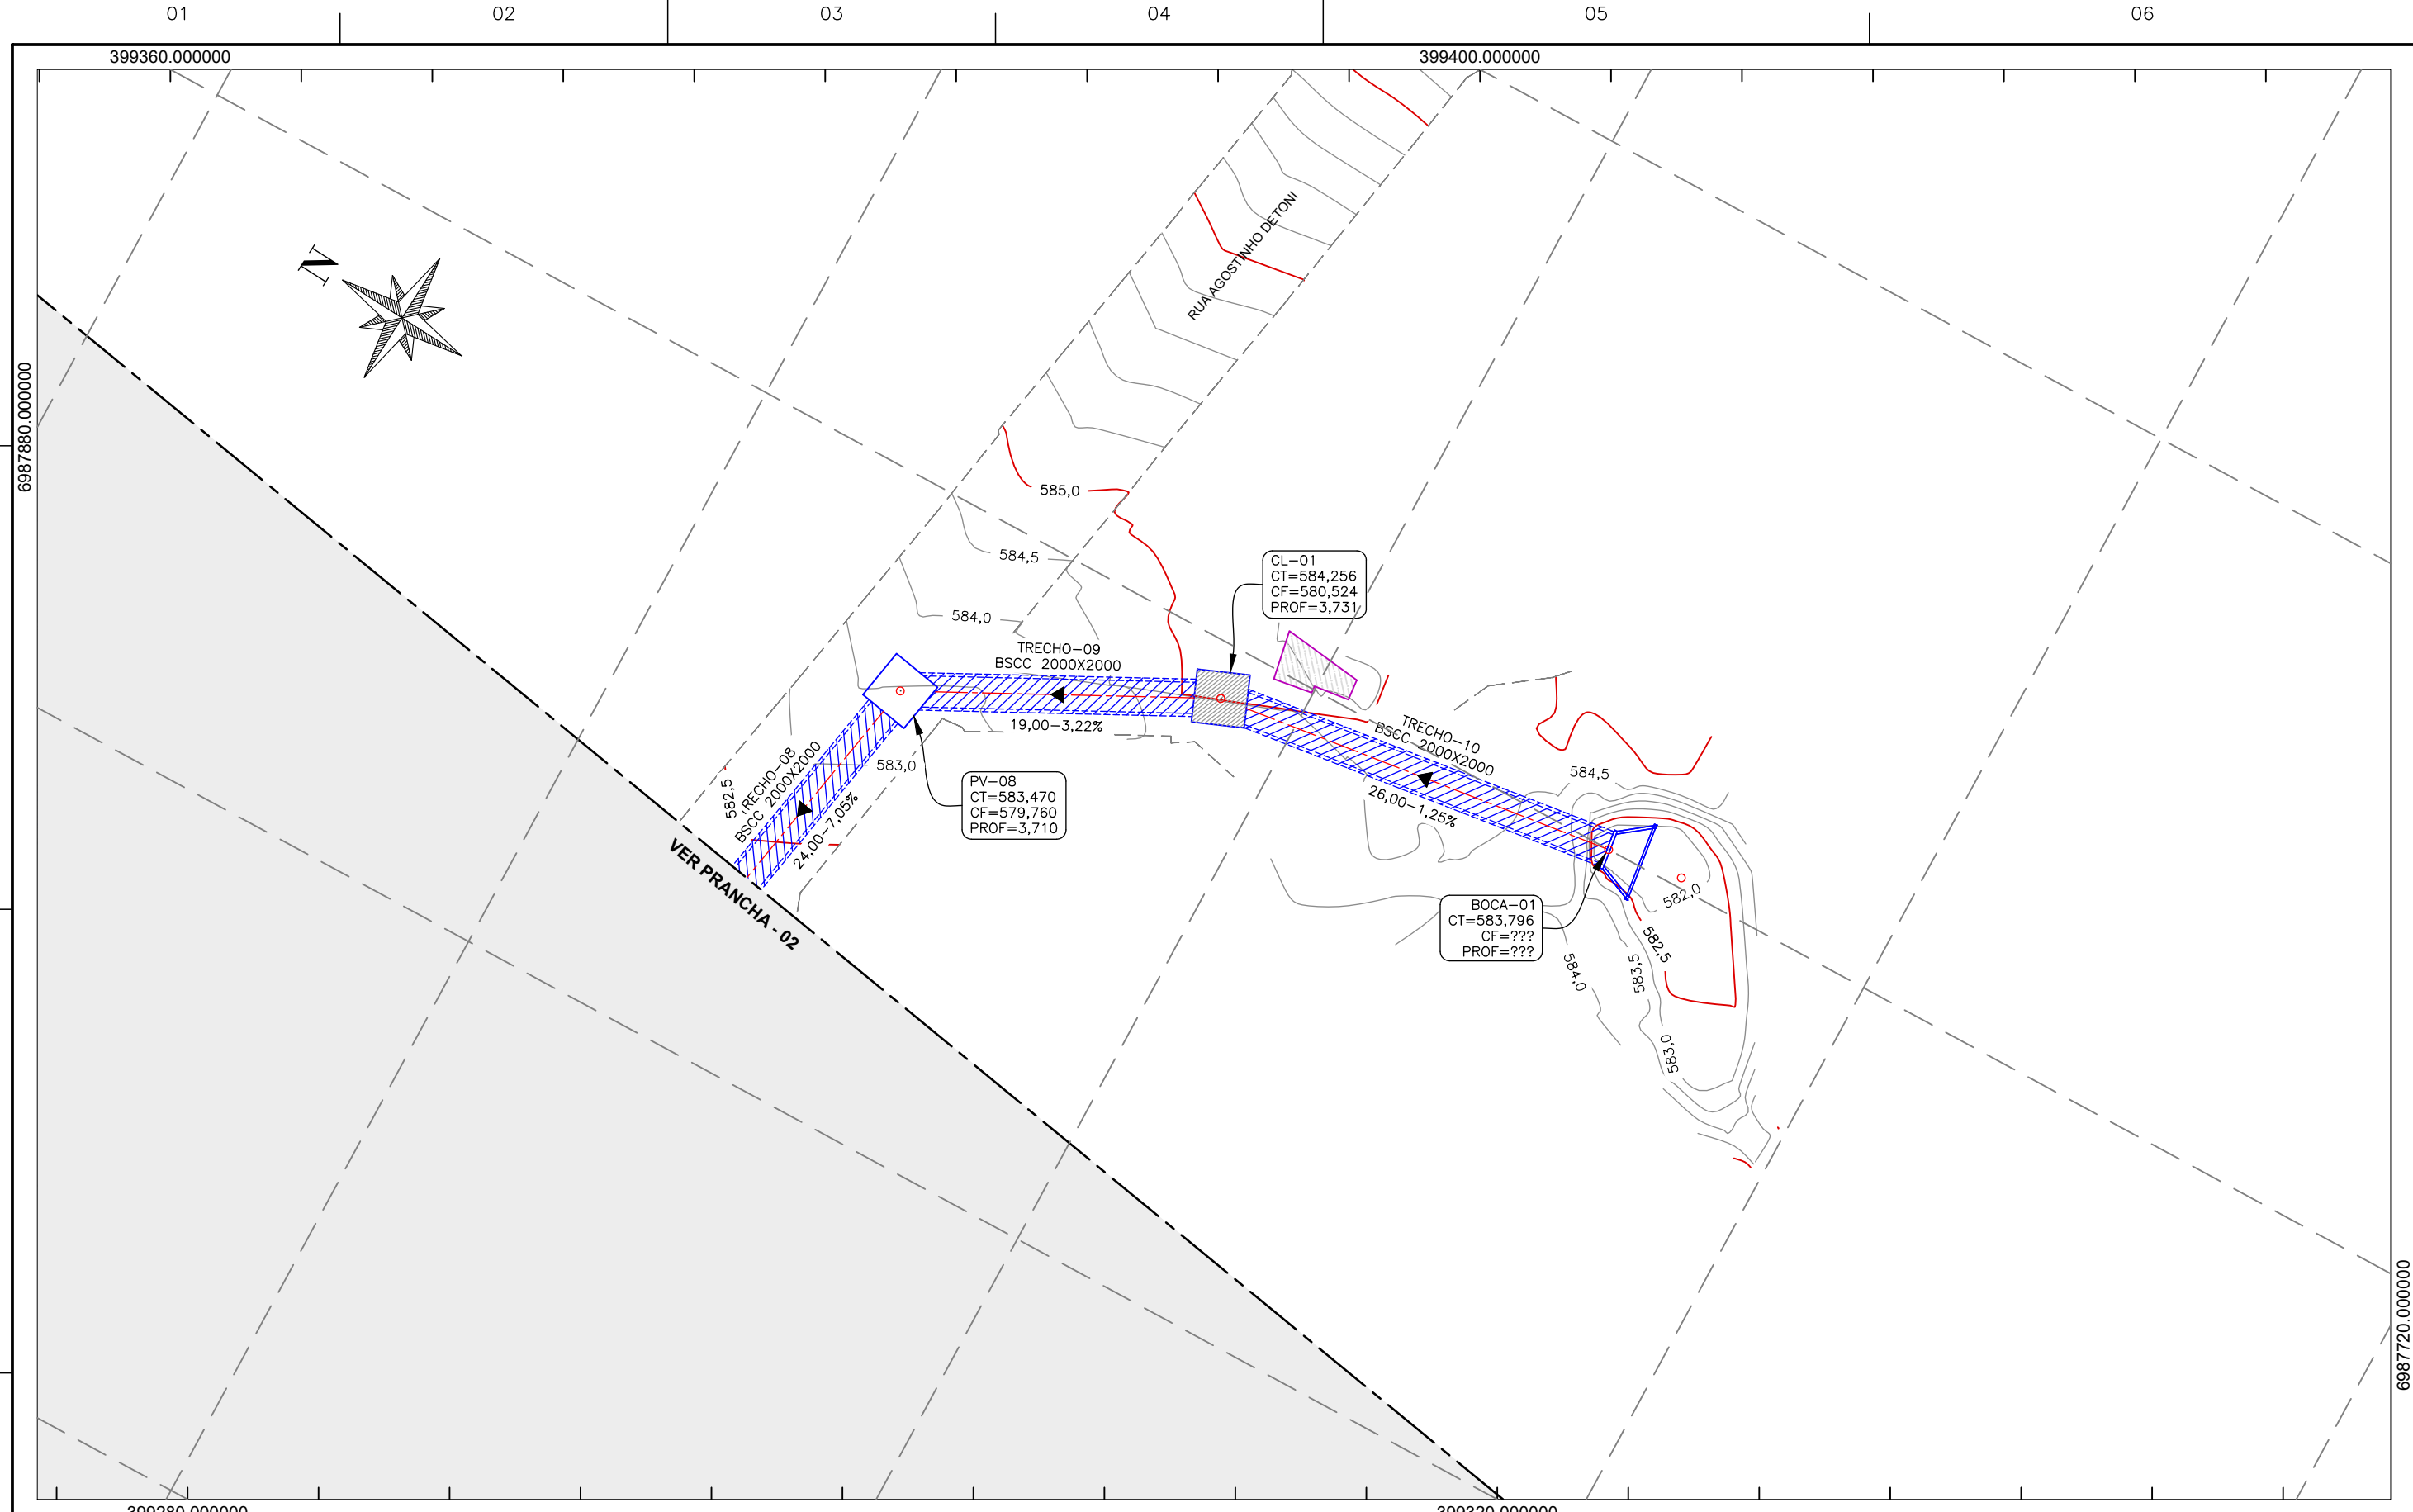 01
02
03
04
05
06
399360.000000
399400.000000
N
RUA AGOSTINHO DETONI
6987880.000000
585,0
584,5
584,0
CL-01
CT=584,256
CF=580,524
PROF=3,731
TRECHO-09
BSCC 2000X2000
19,00-3,22%
TRECHO-10
BSCC 2000X2000
26,00-1,25%
584,5
583,0
582,5
RECHO-08
BSCC 2000X2000
24,00-7,05%
PV-08
CT=583,470
CF=579,760
PROF=3,710
VER PRANCHA - 02
BOCA-01
CT=583,796
CF=???
PROF=???
582,0
582,5
583,5
584,0
583,0
6987720.000000
399280.000000
399320.000000